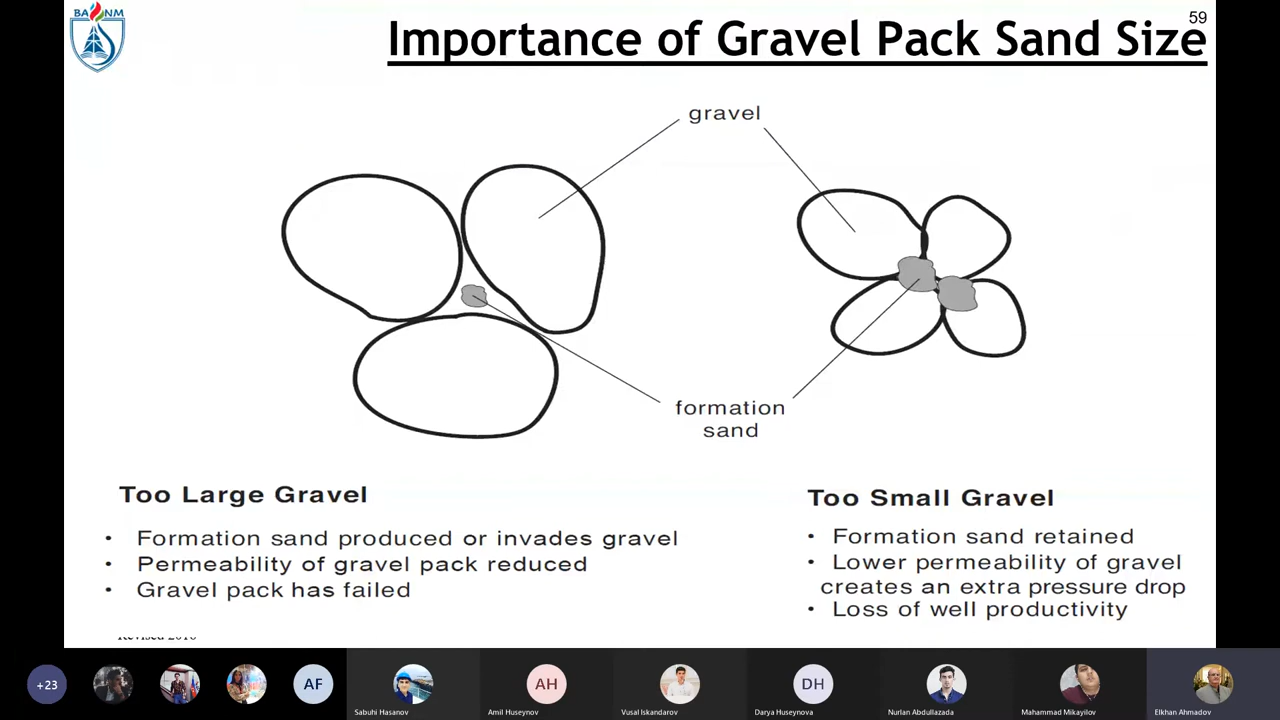 BANM
Importance of Gravel Pack Sand Size
59
gravel
formation
sand
Too Large Gravel
• Formation sand produced or invades gravel
• Permeability of gravel pack reduced
• Gravel pack has failed
Too Small Gravel
• Formation sand retained
• Lower permeability of gravel
creates an extra pressure drop
• Loss of well productivity
+23
AF
Sabuhi Hasanov
AH
Amil Huseynov
Vusal Iskandarov
DH
Darya Huseynova
Nurlan Abdullazada
Mahammad Mikayilov
Elkhan Ahmadov